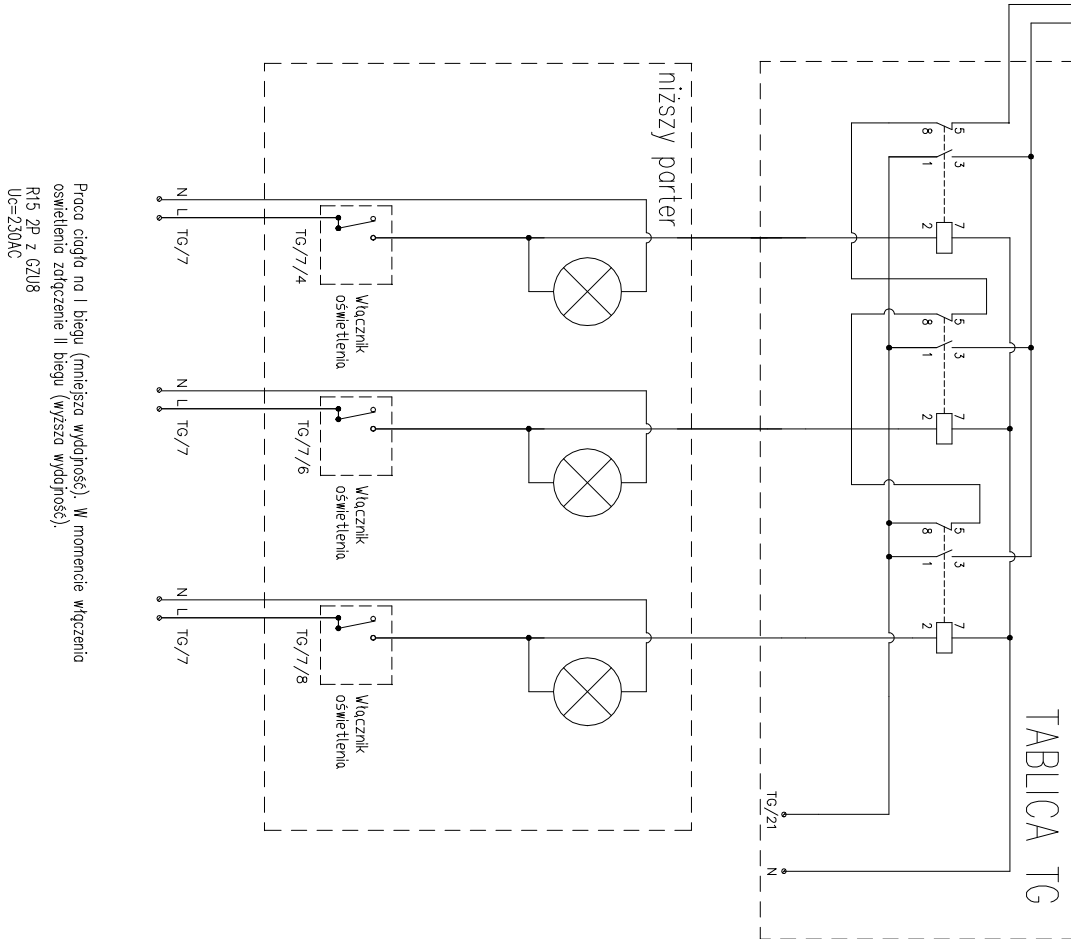 TABLICA TG
5 3 7 5 3 7 5 3 7
8 1 2 8 1 2 8 1 2
TG/21 N
niższy parter
Włącznik
oświetlenia
TG/7/4
Włącznik
oświetlenia
TG/7/6
Włącznik
oświetlenia
TG/7/8
N L TG/7
N L TG/7
N L TG/7
Praca ciągła na I biegu (mniejsza wydajność). W momencie włączenia
oswietlenia załączenie II biegu (wyższa wydajność).
R15 2P z GZU8
Uc=230AC